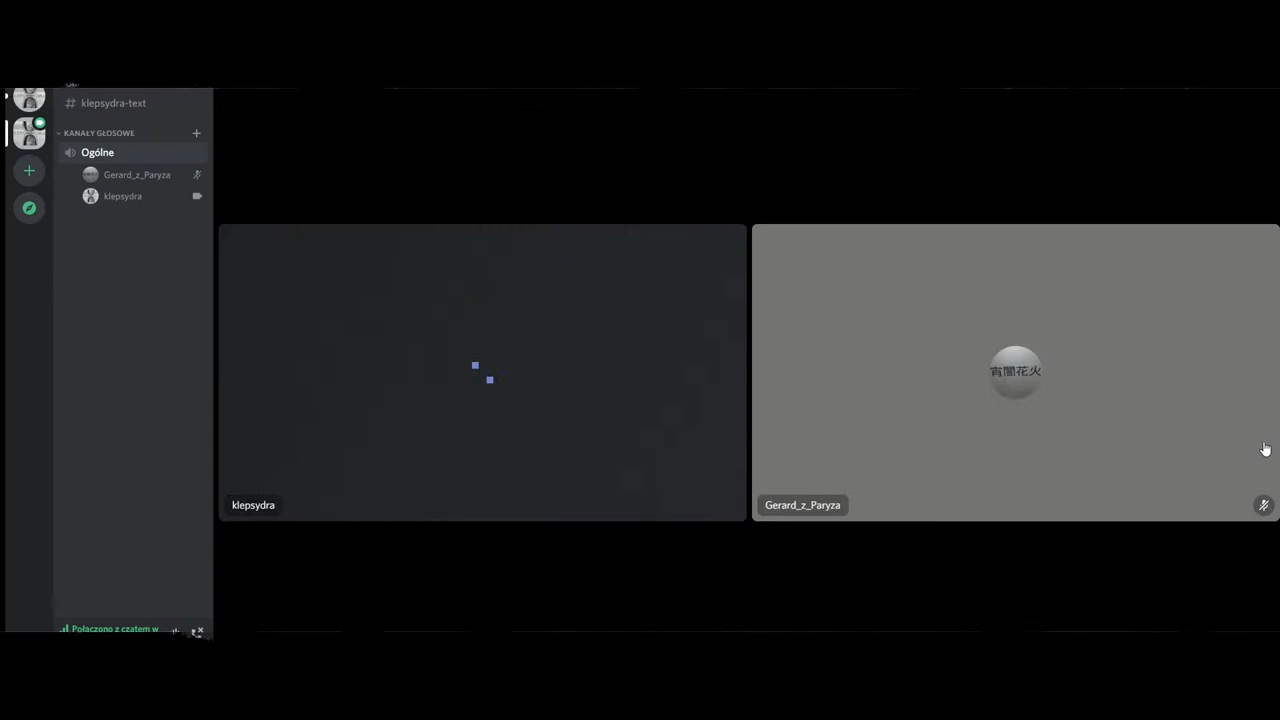 klepsydra-text
KANAŁY GŁOSOWE
Ogólne
Gerard_z_Paryza
klepsydra
klepsydra
宵闇花火
Gerard_z_Paryza
Połączono z czatem w